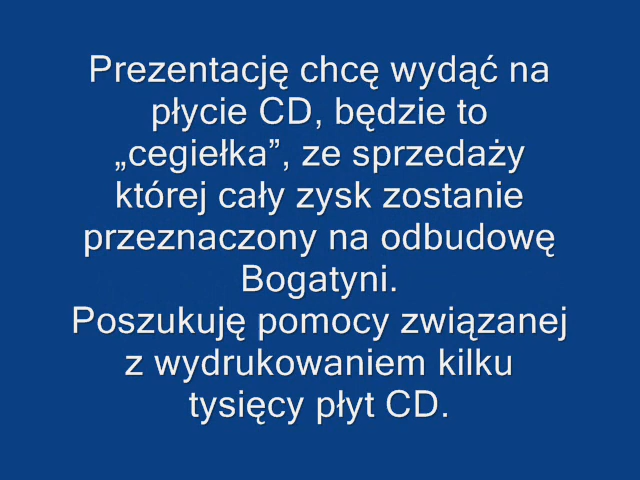 Prezentację chcę wydąć na
płycie CD, będzie to
„cegiełka”, ze sprzedaży
której cały zysk zostanie
przeznaczony na odbudowę
Bogatyni.
Poszukuję pomocy związanej
z wydrukowaniem kilku
tysięcy płyt CD.